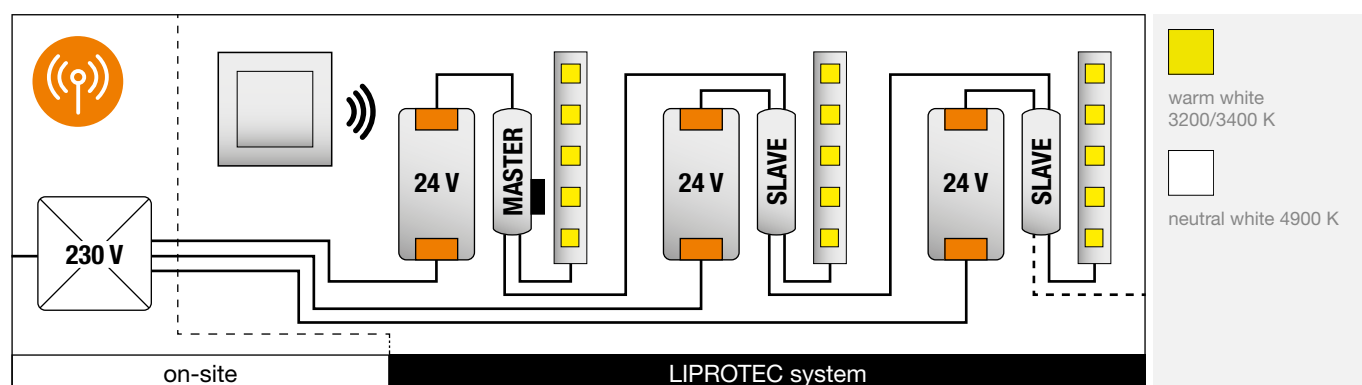 230 V
24 V
MASTER
24 V
SLAVE
24 V
SLAVE
on-site
LIPROTEC system
warm white
3200/3400 K
neutral white 4900 K